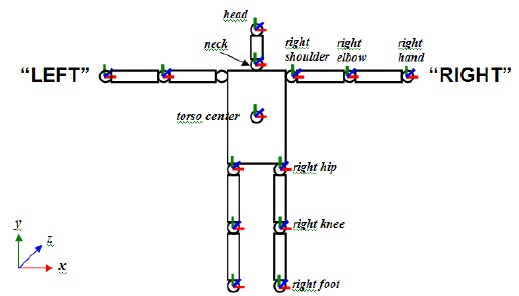 head
neck
right
shoulder
right
elbow
right
hand
“LEFT”
“RIGHT”
torso center
right hip
right knee
right foot
y
z
x